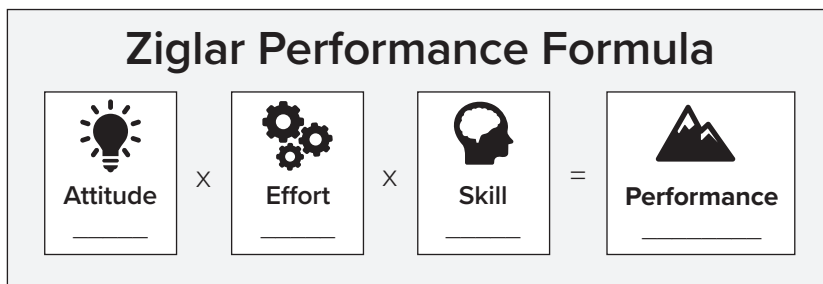 Ziglar Performance Formula
Attitude x Effort x Skill = Performance